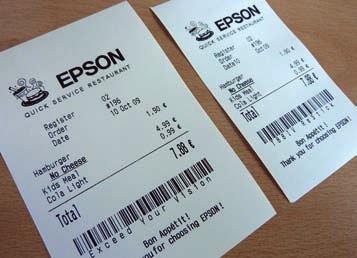 EPSON
QUICK SERVICE RESTAURANT
Register 02
Order #196
Date 10 Oct 09
Hamburger 1,90 €
No Cheese
Kids Meal 4,99 €
Cola Light 0,99 €
Total 7,88 €
Exceed Your Vision
Bon Appétit!
you for choosing EPSON!
EPSON
QUICK SERVICE RESTAURANT
Register 02
Order #196
Hamburger 1,90 €
No Cheese
Kids Meal 4,99 €
Cola Light 0,99 €
Total 7,88 €
Bon Appétit!
Thank you for choosing EPSON!